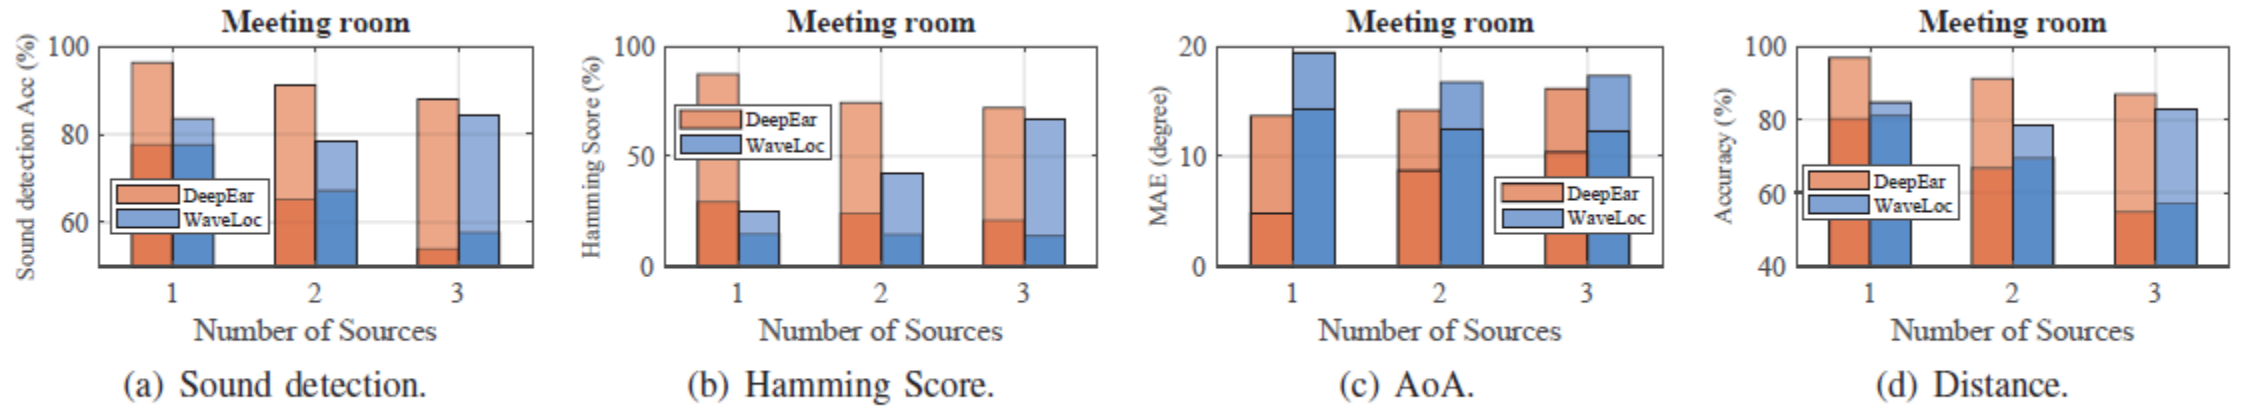 Meeting room
Sound detection Acc (%)
100
80
60
DeepEar
WaveLoc
1 2 3
Number of Sources
(a) Sound detection.
Meeting room
Hamming Score (%)
100
50
0
DeepEar
WaveLoc
1 2 3
Number of Sources
(b) Hamming Score.
Meeting room
MAE (degree)
20
10
0
DeepEar
WaveLoc
1 2 3
Number of Sources
(c) AoA.
Meeting room
Accuracy (%)
100
80
60
40
DeepEar
WaveLoc
1 2 3
Number of Sources
(d) Distance.